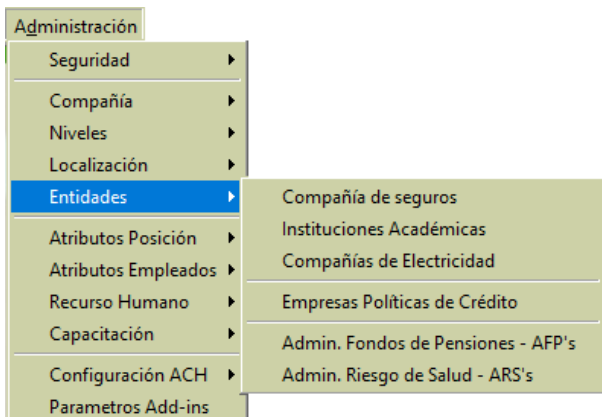 Administración
Seguridad
Compañía
Niveles
Localización
Entidades
Atributos Posición
Atributos Empleados
Recurso Humano
Capacitación
Configuración ACH
Parametros Add-ins
Compañía de seguros
Instituciones Académicas
Compañías de Electricidad
Empresas Políticas de Crédito
Admin. Fondos de Pensiones - AFP's
Admin. Riesgo de Salud - ARS's